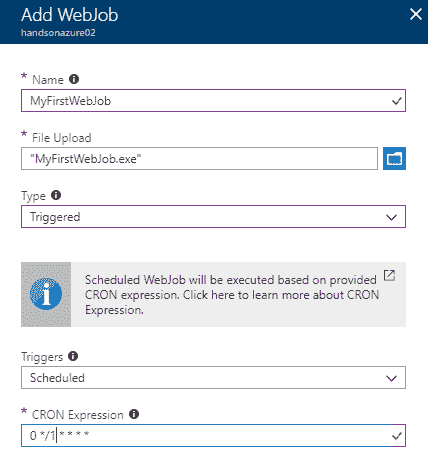 Add WebJob
handsonazure02
* Name
MyFirstWebJob
* File Upload
"MyFirstWebJob.exe"
Type
Triggered
Scheduled WebJob will be executed based on provided
CRON expression. Click here to learn more about CRON
Expression.
Triggers
Scheduled
* CRON Expression
0 */1 * * * *